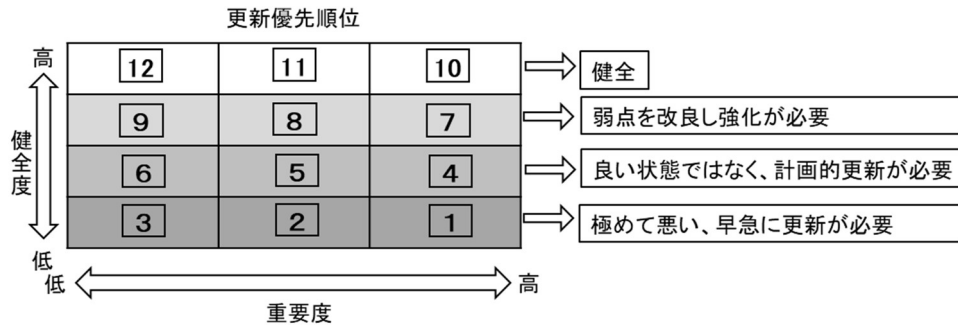 更新優先順位
高
12 11 10 健全
9 8 7 弱点を改良し強化が必要
健全度
6 5 4 良い状態ではなく、計画的更新が必要
3 2 1 極めて悪い、早急に更新が必要
低
低 高
重要度